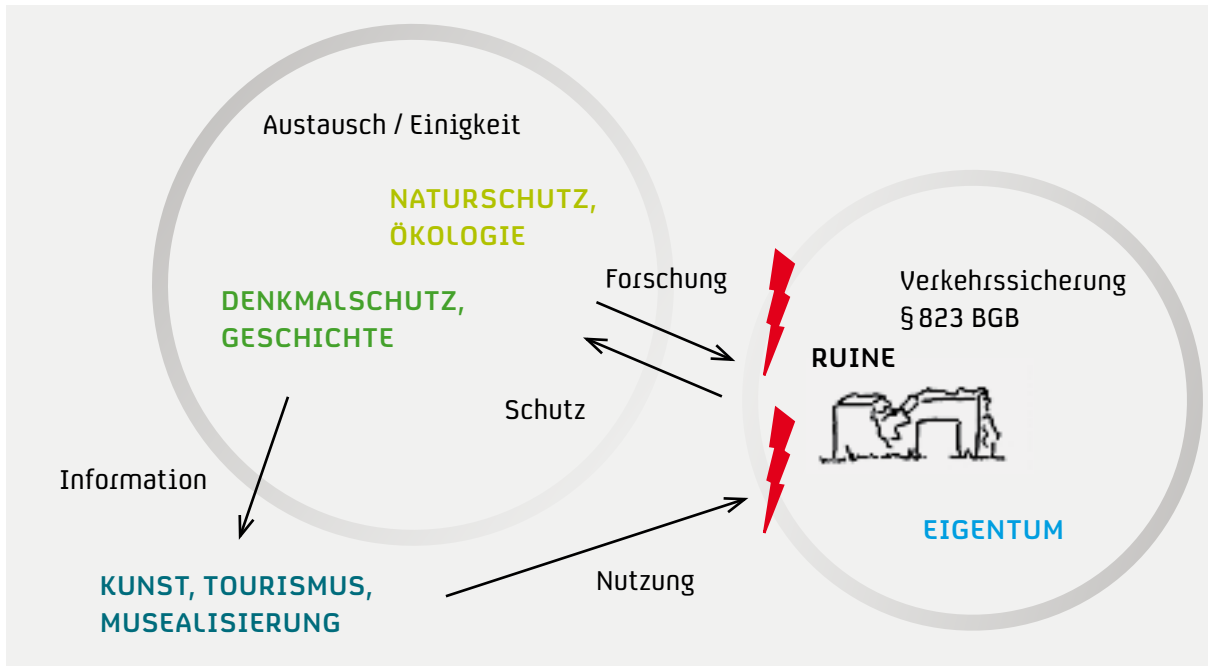 Austausch / Einigkeit
NATURSCHUTZ,
ÖKOLOGIE
DENKMALSCHUTZ,
GESCHICHTE
Forschung
Schutz
Verkehrssicherung
§ 823 BGB
RUINE
EIGENTUM
Information
KUNST, TOURISMUS,
MUSEALISIERUNG
Nutzung